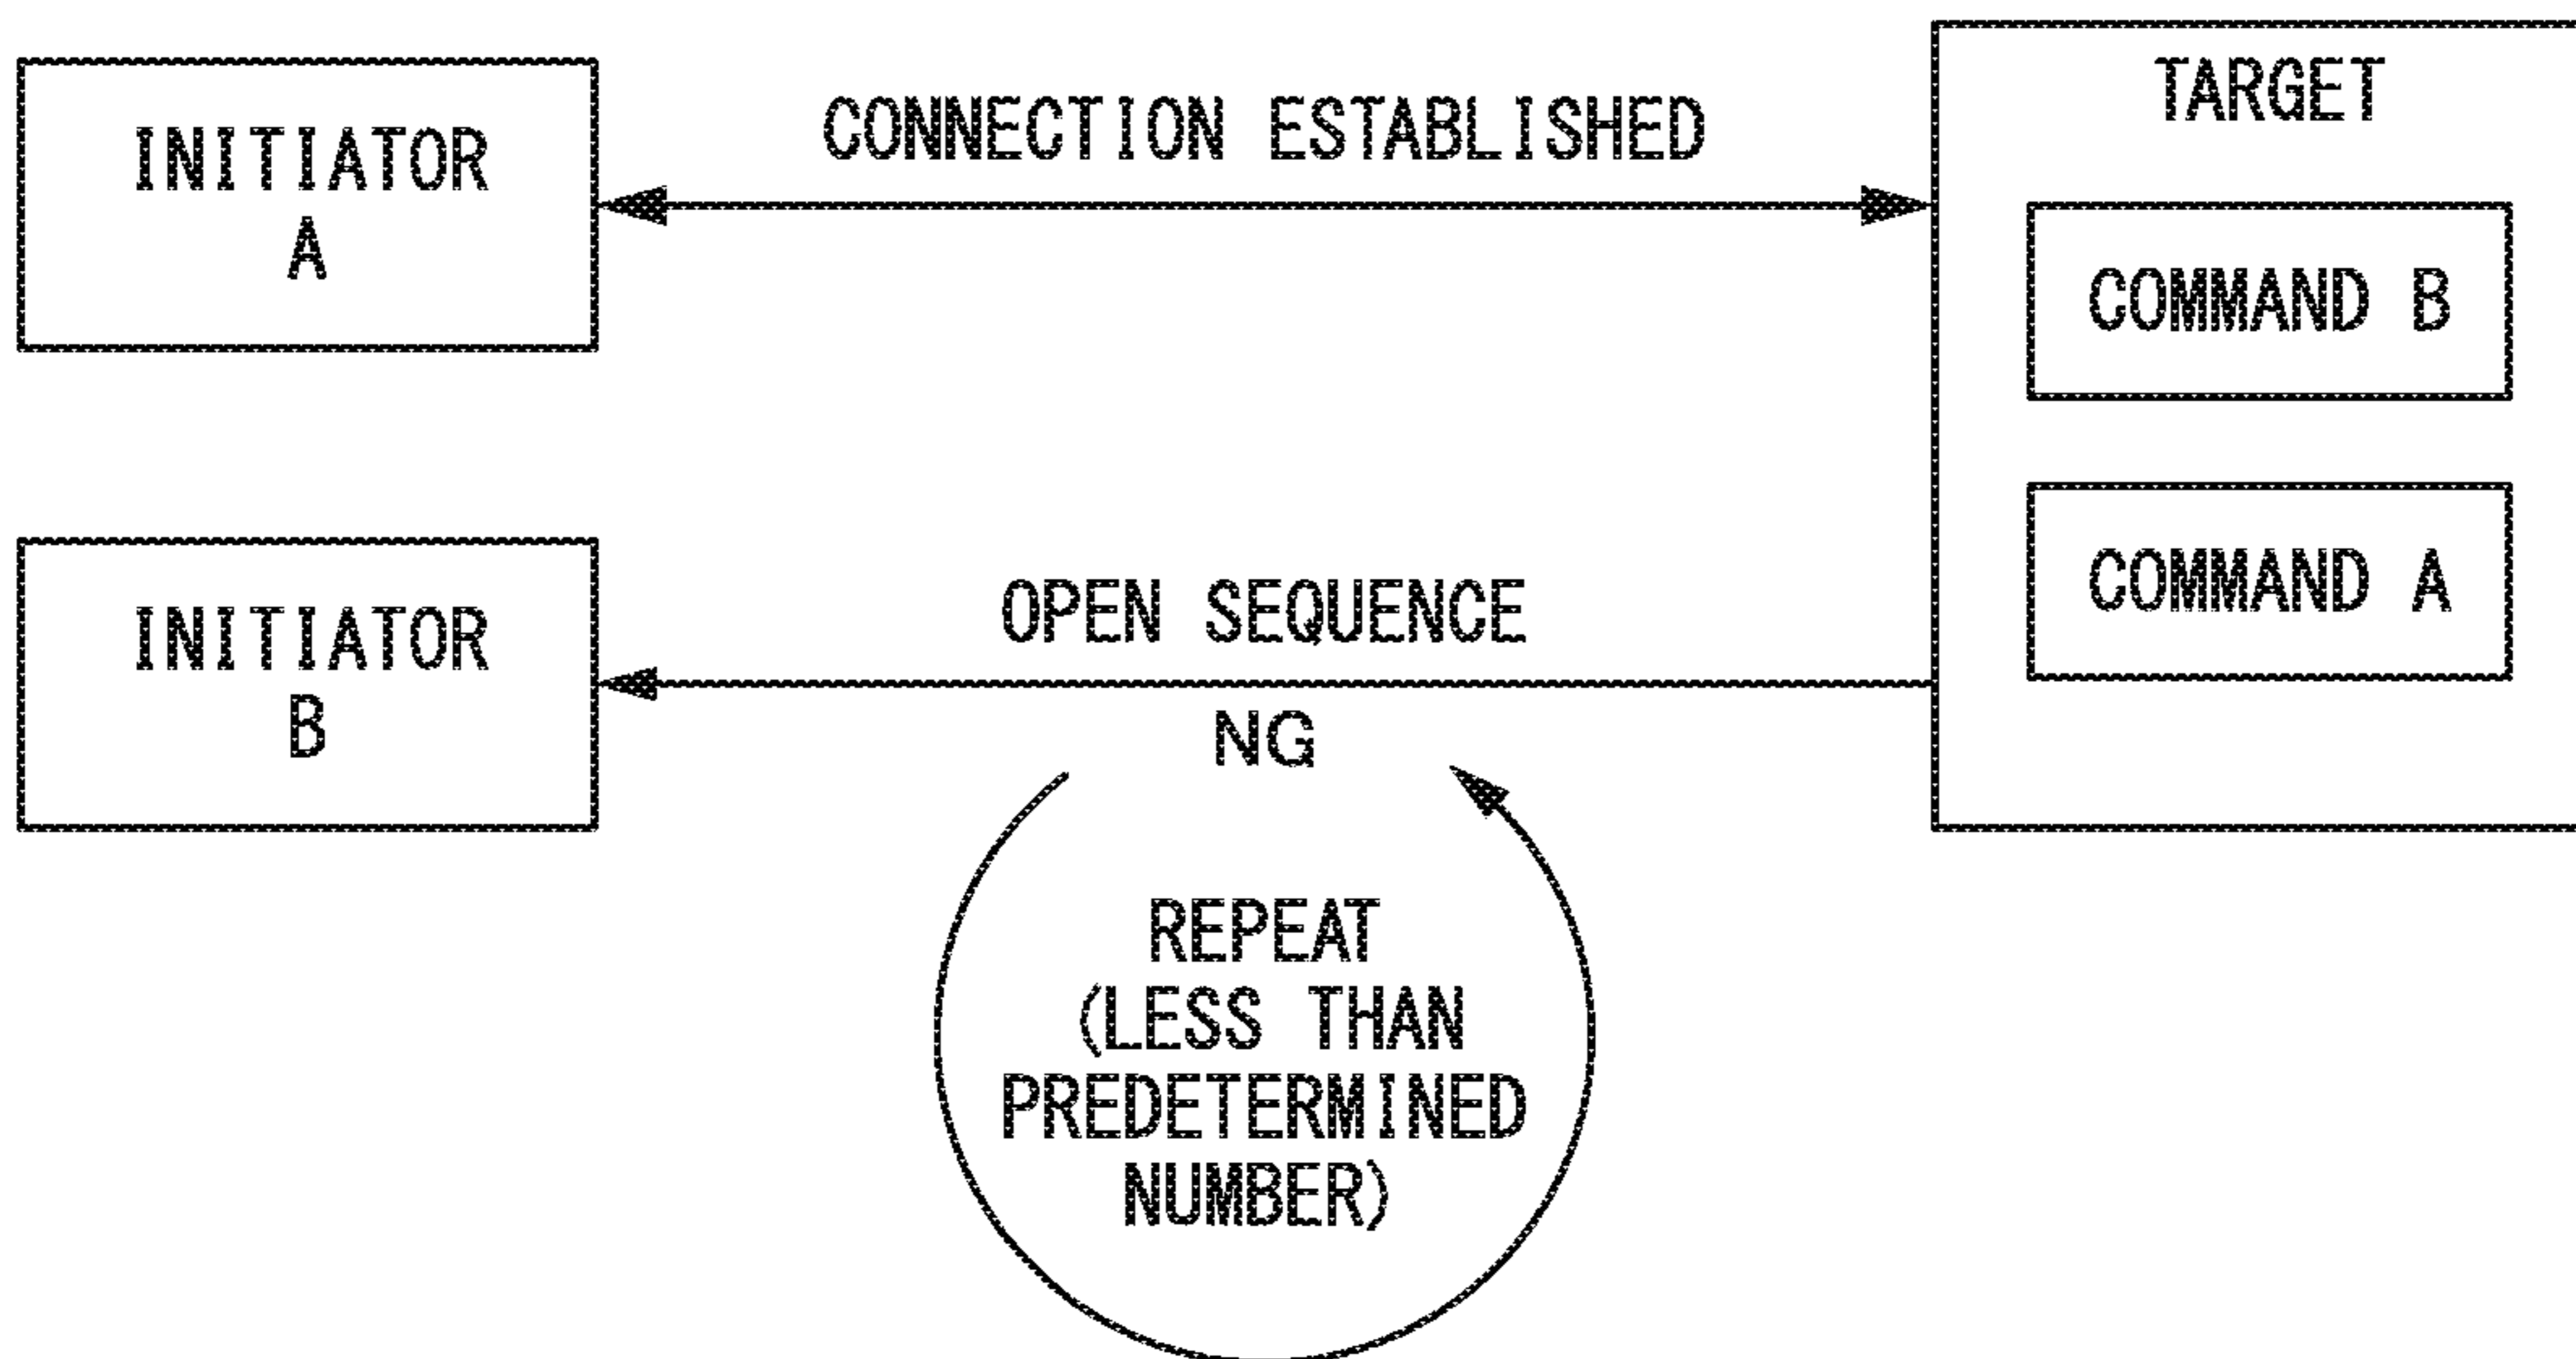 INITIATOR
A
CONNECTION ESTABLISHED
TARGET
COMMAND B
COMMAND A
INITIATOR
B
OPEN SEQUENCE
NG
REPEAT
(LESS THAN
PREDETERMINED
NUMBER)